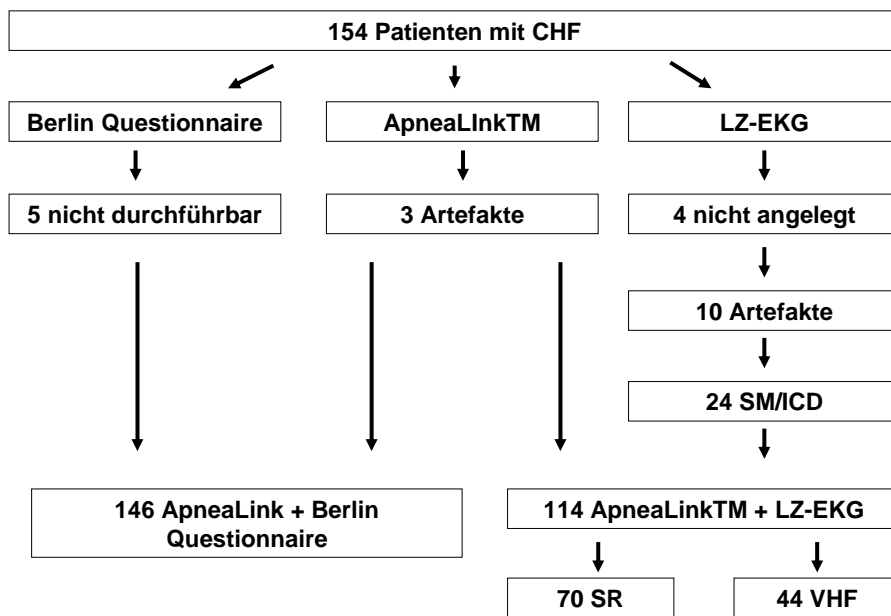 154 Patienten mit CHF
Berlin Questionnaire
ApneaLInkTM
LZ-EKG
5 nicht durchführbar
3 Artefakte
4 nicht angelegt
10 Artefakte
24 SM/ICD
146 ApneaLink + Berlin
Questionnaire
114 ApneaLinkTM + LZ-EKG
70 SR
44 VHF